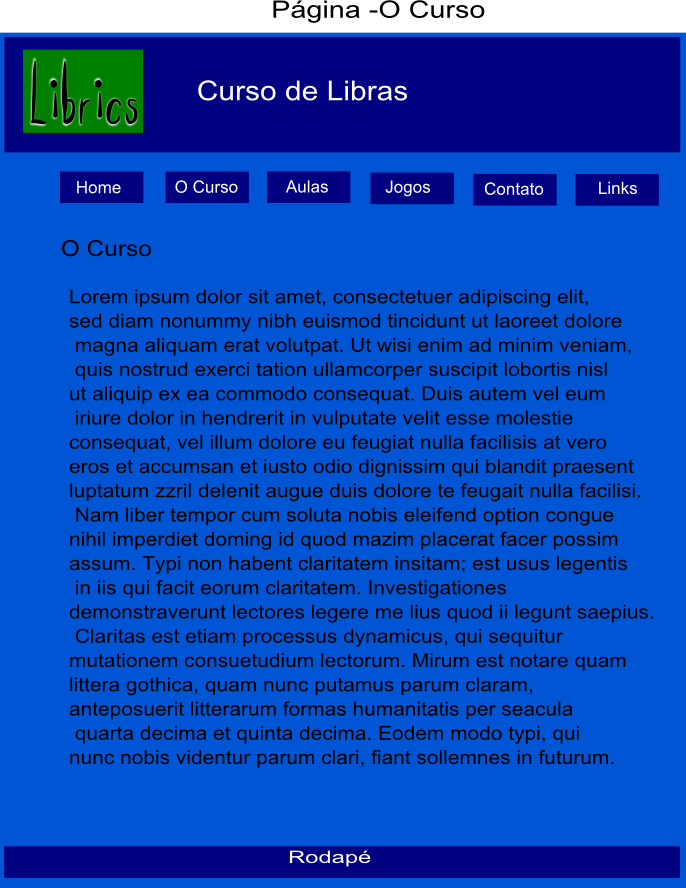 Página -O Curso
Librics
Curso de Libras
Home O Curso Aulas Jogos Contato Links
O Curso
Lorem ipsum dolor sit amet, consectetuer adipiscing elit,
sed diam nonummy nibh euismod tincidunt ut laoreet dolore
magna aliquam erat volutpat. Ut wisi enim ad minim veniam,
quis nostrud exerci tation ullamcorper suscipit lobortis nisl
ut aliquip ex ea commodo consequat. Duis autem vel eum
iriure dolor in hendrerit in vulputate velit esse molestie
consequat, vel illum dolore eu feugiat nulla facilisis at vero
eros et accumsan et iusto odio dignissim qui blandit praesent
luptatum zzril delenit augue duis dolore te feugait nulla facilisi.
Nam liber tempor cum soluta nobis eleifend option congue
nihil imperdiet doming id quod mazim placerat facer possim
assum. Typi non habent claritatem insitam; est usus legentis
in iis qui facit eorum claritatem. Investigationes
demonstraverunt lectores legere me lius quod ii legunt saepius.
Claritas est etiam processus dynamicus, qui sequitur
mutationem consuetudium lectorum. Mirum est notare quam
littera gothica, quam nunc putamus parum claram,
anteposuerit litterarum formas humanitatis per seacula
quarta decima et quinta decima. Eodem modo typi, qui
nunc nobis videntur parum clari, fiant sollemnes in futurum.
Rodapé